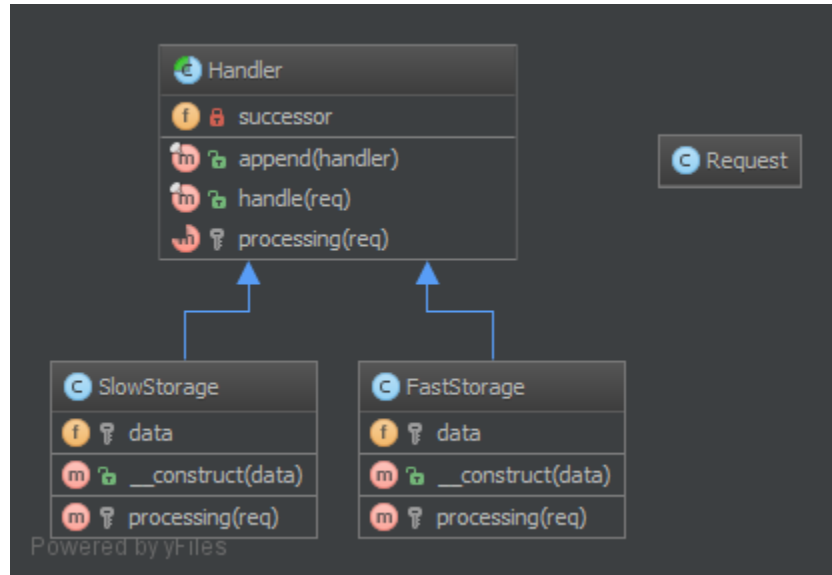 Handler
successor
append(handler)
handle(req)
processing(req)
Request
SlowStorage
data
__construct(data)
processing(req)
FastStorage
data
__construct(data)
processing(req)
Powered by yFiles